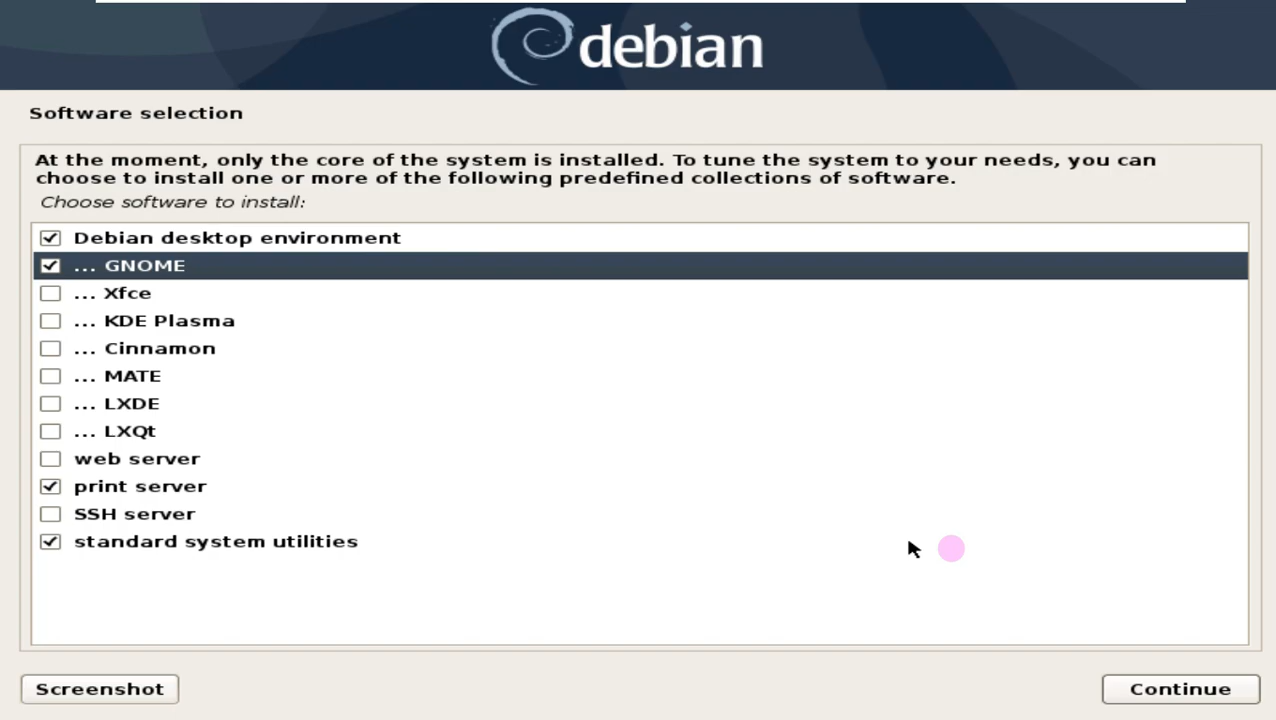 debian
Software selection
At the moment, only the core of the system is installed. To tune the system to your needs, you can
choose to install one or more of the following predefined collections of software.
Choose software to install:
Debian desktop environment
... GNOME
... Xfce
... KDE Plasma
... Cinnamon
... MATE
... LXDE
... LXQt
web server
print server
SSH server
standard system utilities
Screenshot
Continue